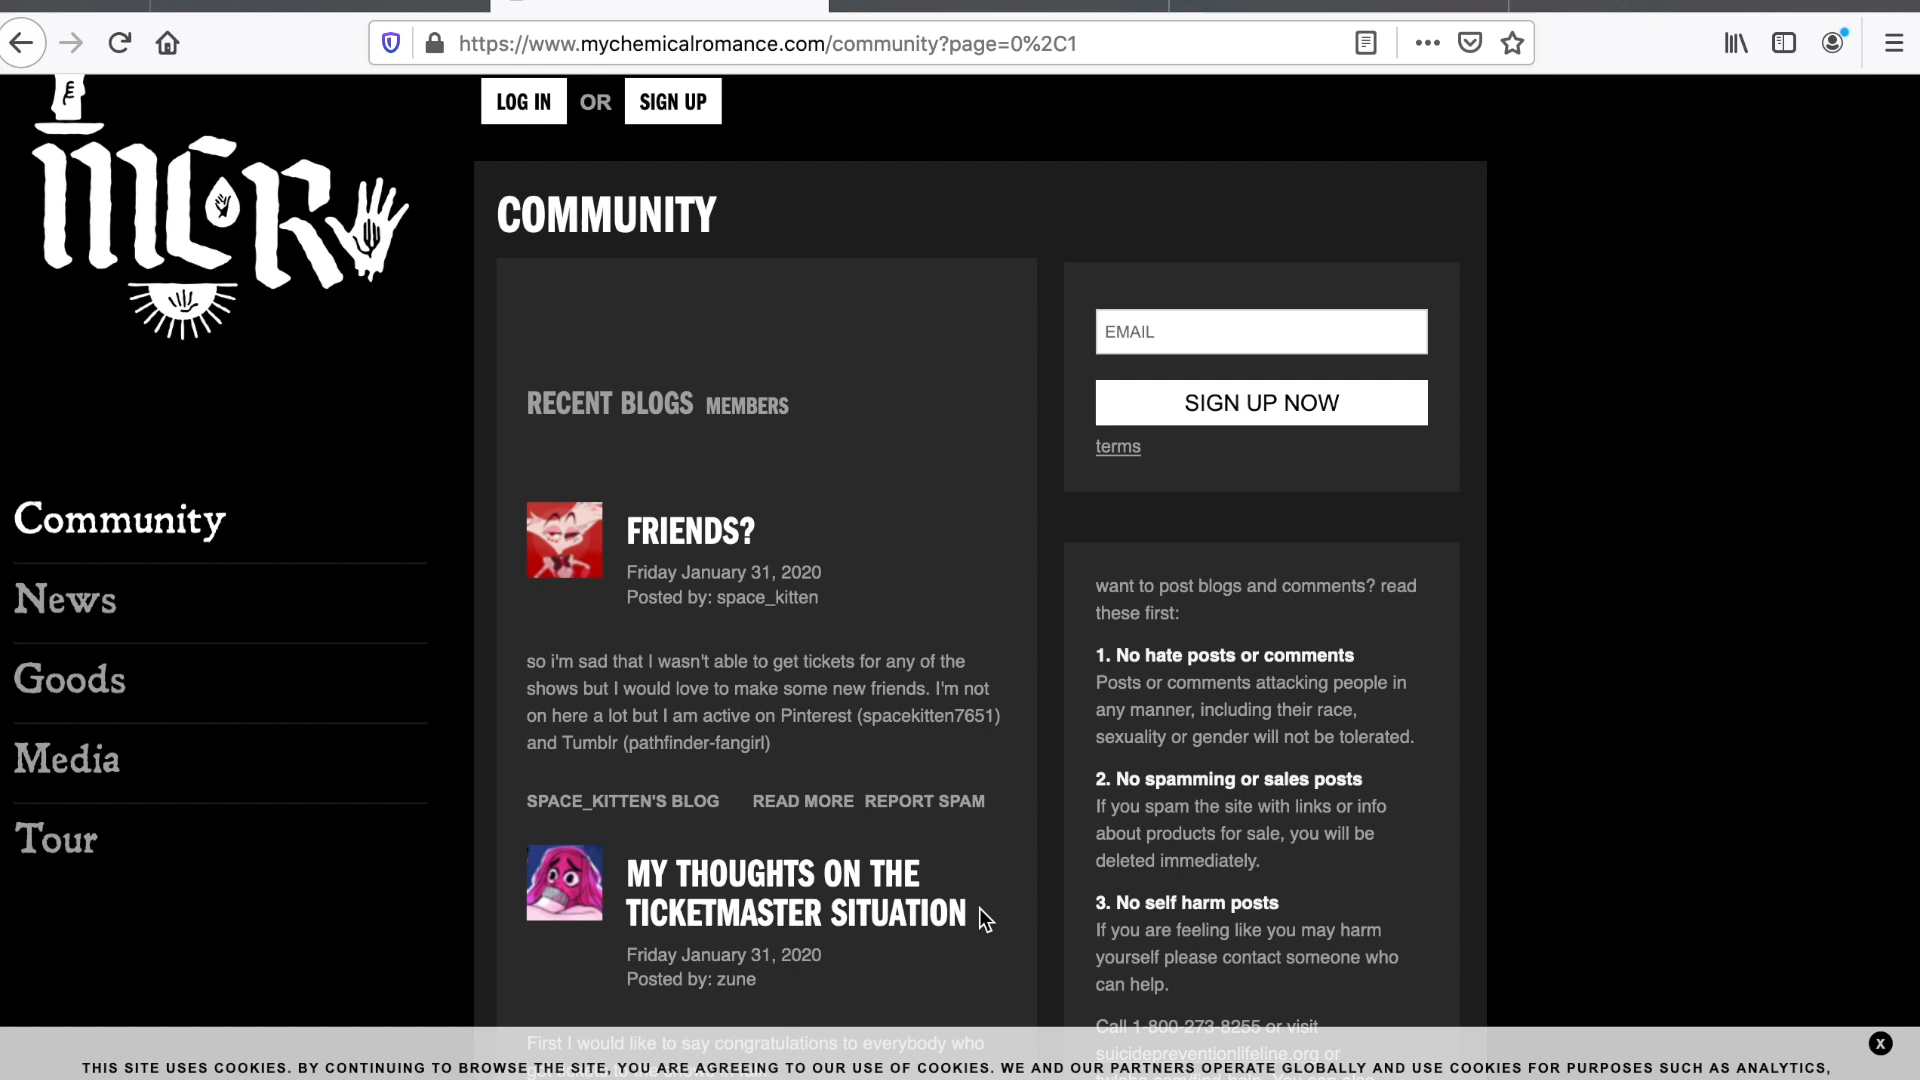 https://www.mychemicalromance.com/community?page=0%2C1
LOG IN OR SIGN UP
MCR
COMMUNITY
EMAIL
SIGN UP NOW
terms
RECENT BLOGS MEMBERS
Community
News
Goods
Media
Tour
FRIENDS?
Friday January 31, 2020
Posted by: space_kitten
so i'm sad that I wasn't able to get tickets for any of the
shows but I would love to make some new friends. I'm not
on here a lot but I am active on Pinterest (spacekitten7651)
and Tumblr (pathfinder-fangirl)
SPACE_KITTEN'S BLOG READ MORE REPORT SPAM
MY THOUGHTS ON THE
TICKETMASTER SITUATION
Friday January 31, 2020
Posted by: zune
First I would like to say congratulations to everybody who
want to post blogs and comments? read
these first:
1. No hate posts or comments
Posts or comments attacking people in
any manner, including their race,
sexuality or gender will not be tolerated.
2. No spamming or sales posts
If you spam the site with links or info
about products for sale, you will be
deleted immediately.
3. No self harm posts
If you are feeling like you may harm
yourself please contact someone who
can help.
Call 1-800-273-8255 or visit
suicidepreventionlifeline.org or
X
THIS SITE USES COOKIES. BY CONTINUING TO BROWSE THE SITE, YOU ARE AGREEING TO OUR USE OF COOKIES. WE AND OUR PARTNERS OPERATE GLOBALLY AND USE COOKIES FOR PURPOSES SUCH AS ANALYTICS,